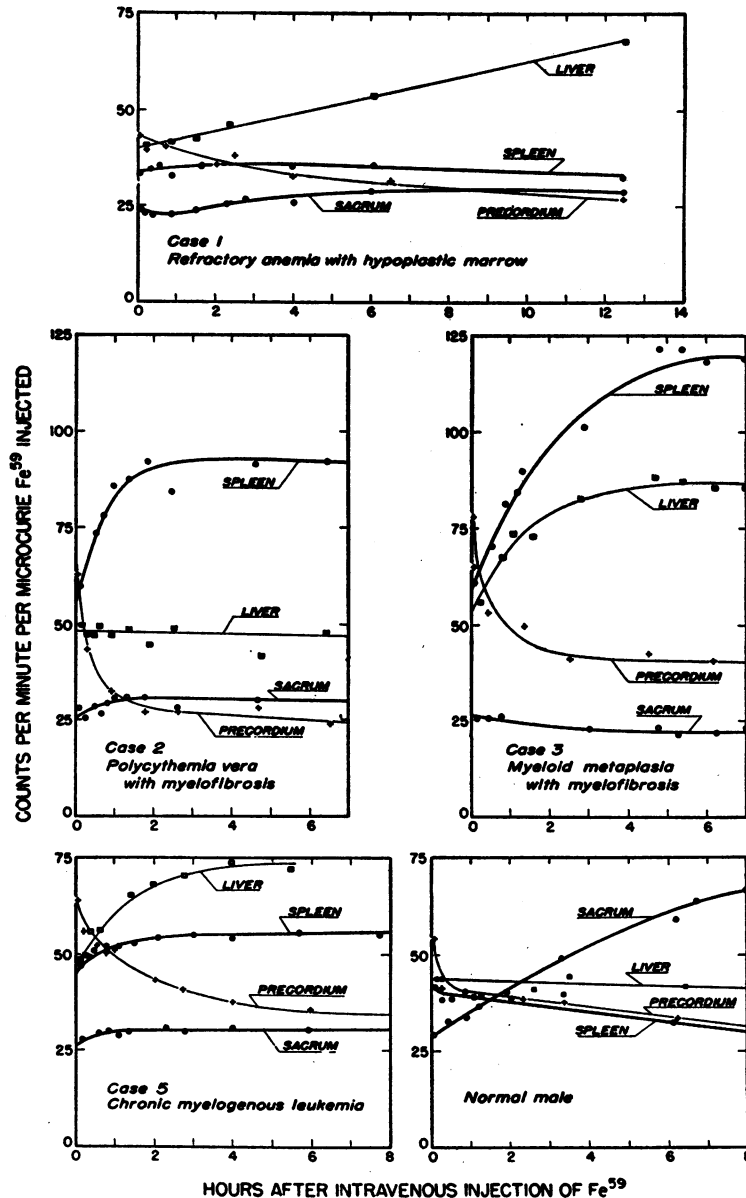 75
50
25
0
LIVER
SPLEEN
SACRUM
PRECORDIUM
Case 1
Refractory anemia with hypoplastic marrow
0 2 4 6 8 10 12 14
COUNTS PER MINUTE PER MICROCURIE Fe59 INJECTED
125
100
75
50
25
0
SPLEEN
LIVER
SACRUM
PRECORDIUM
Case 2
Polycythemia vera
with myelofibrosis
0 2 4 6
125
100
75
50
25
0
SPLEEN
LIVER
PRECORDIUM
SACRUM
Case 3
Myeloid metaplasia
with myelofibrosis
0 2 4 6
75
50
25
0
LIVER
SPLEEN
PRECORDIUM
SACRUM
Case 5
Chronic myelogenous leukemia
0 2 4 6 8
75
50
25
0
SACRUM
LIVER
PRECORDIUM
SPLEEN
Normal male
0 2 4 6 8
HOURS AFTER INTRAVENOUS INJECTION OF Fe59